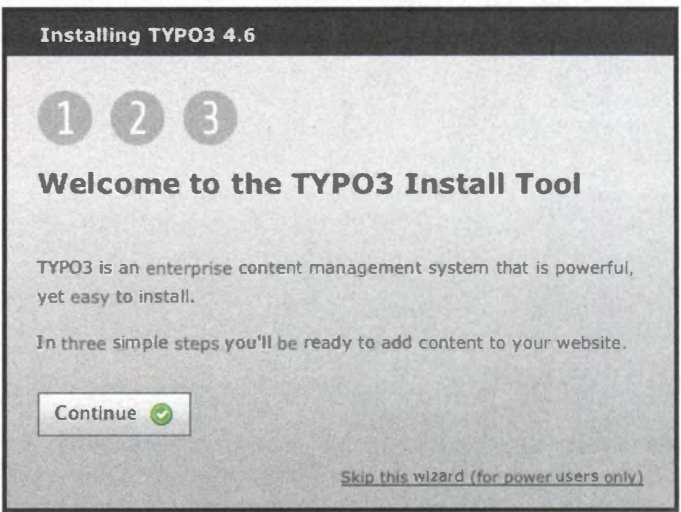 Installing TYPO3 4.6
1 2 3
Welcome to the TYPO3 Install Tool
TYPO3 is an enterprise content management system that is powerful,
yet easy to install.
In three simple steps you'll be ready to add content to your website.
Continue
Skip this wizard (for power users only)